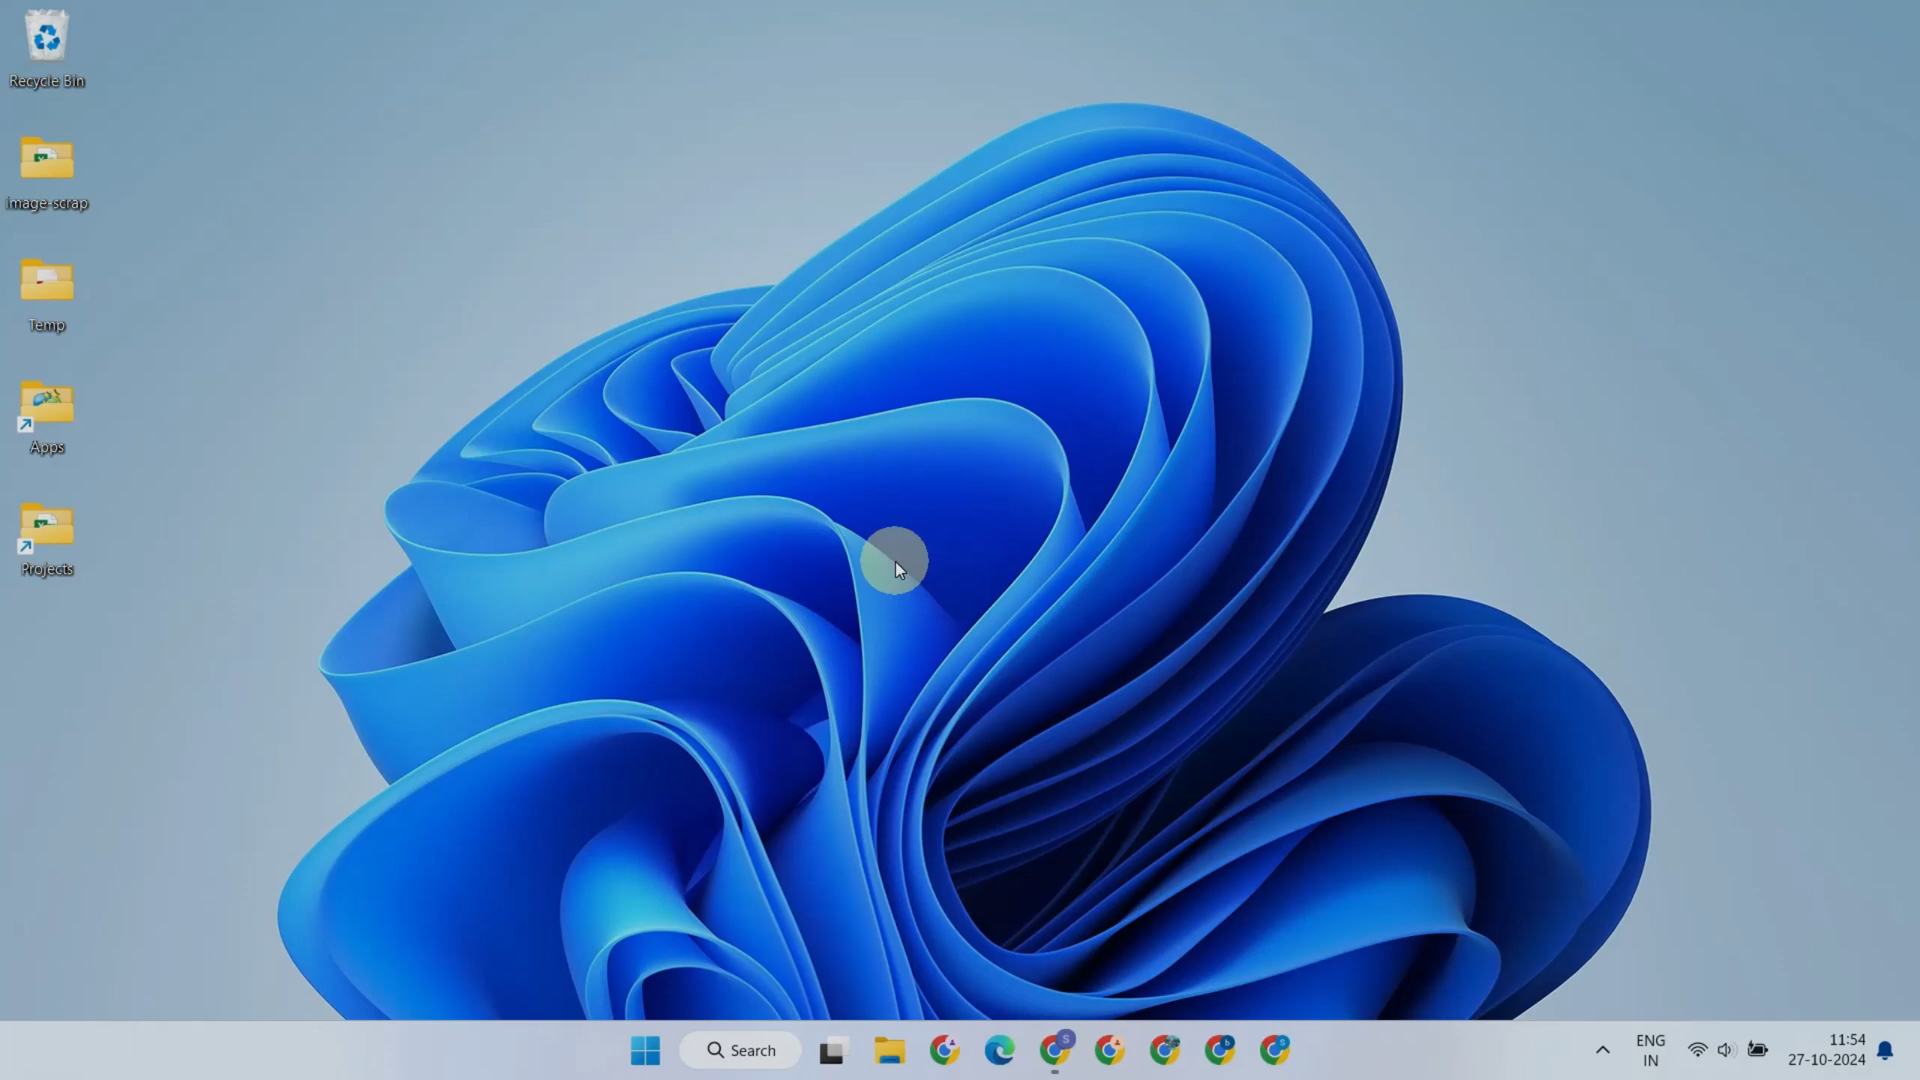 Recycle Bin
image-scrap
Temp
Apps
Projects
Search
ENG
IN
11:54
27-10-2024